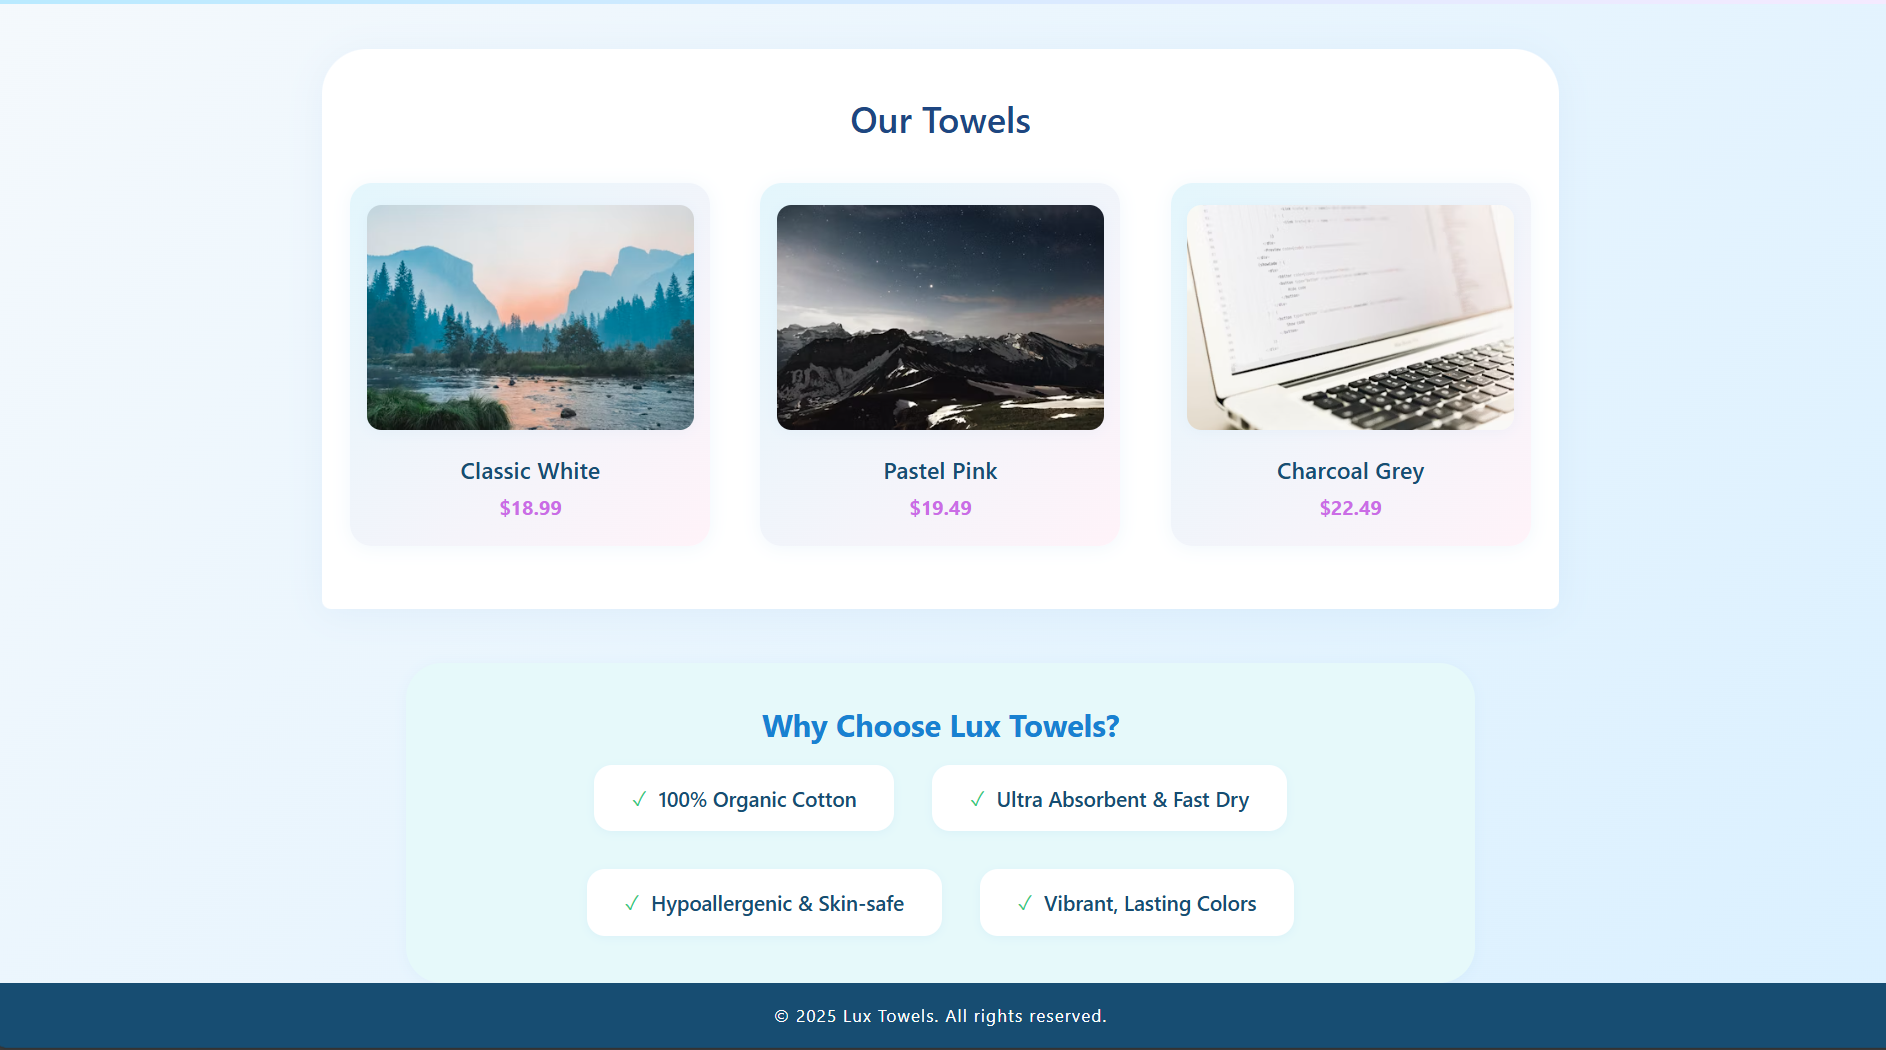 Our Towels
Classic White
$18.99
Pastel Pink
$19.49
Charcoal Grey
$22.49
Why Choose Lux Towels?
✓ 100% Organic Cotton
✓ Ultra Absorbent & Fast Dry
✓ Hypoallergenic & Skin-safe
✓ Vibrant, Lasting Colors
© 2025 Lux Towels. All rights reserved.